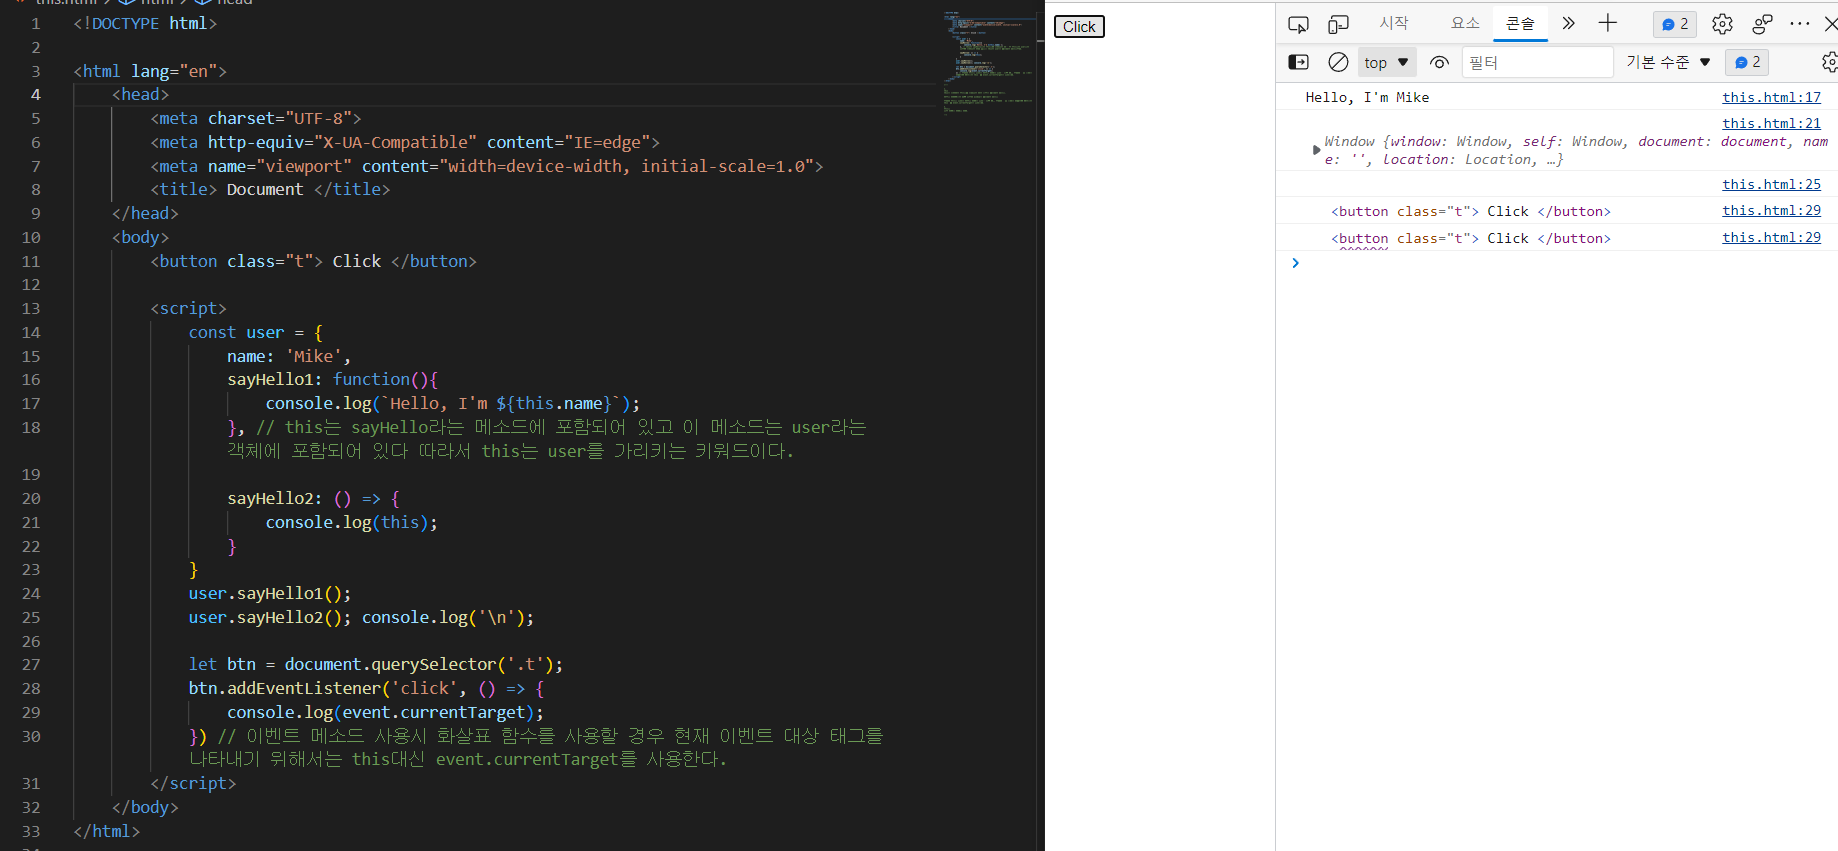 this.html > html > head
1 <!DOCTYPE html>
2
3 <html lang="en">
4 <head>
5 <meta charset="UTF-8">
6 <meta http-equiv="X-UA-Compatible" content="IE=edge">
7 <meta name="viewport" content="width=device-width, initial-scale=1.0">
8 <title> Document </title>
9 </head>
10 <body>
11 <button class="t"> Click </button>
12
13 <script>
14 const user = {
15 name: 'Mike',
16 sayHello1: function(){
17 console.log(`Hello, I'm ${this.name}`);
18 }, // this는 sayHello라는 메소드에 포함되어 있고 이 메소드는 user라는
객체에 포함되어 있다 따라서 this는 user를 가리키는 키워드이다.
19
20 sayHello2: () => {
21 console.log(this);
22 }
23 }
24 user.sayHello1();
25 user.sayHello2(); console.log('\n');
26
27 let btn = document.querySelector('.t');
28 btn.addEventListener('click', () => {
29 console.log(event.currentTarget);
30 }) // 이벤트 메소드 사용시 화살표 함수를 사용할 경우 현재 이벤트 대상 태그를
나타내기 위해서는 this대신 event.currentTarget를 사용한다.
31 </script>
32 </body>
33 </html>
Click
시작 요소 콘솔 2
top 필터 기본 수준 2
Hello, I'm Mike this.html:17
this.html:21
Window {window: Window, self: Window, document: document, nam
e: '', location: Location, …}
this.html:25
<button class="t"> Click </button> this.html:29
<button class="t"> Click </button> this.html:29